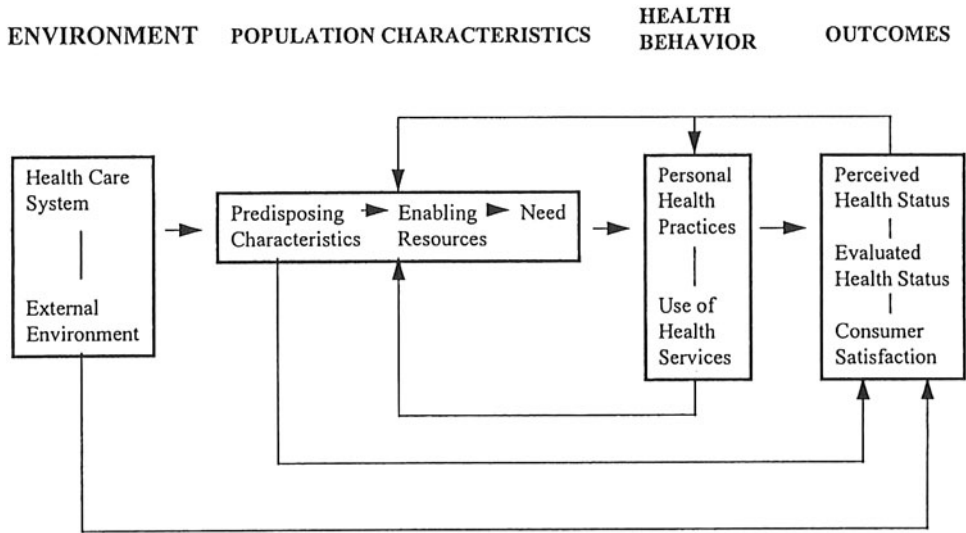 ENVIRONMENT
POPULATION CHARACTERISTICS
HEALTH
BEHAVIOR
OUTCOMES
Health Care
System
External
Environment
Predisposing
Characteristics
Enabling
Resources
Need
Personal
Health
Practices
Use of
Health
Services
Perceived
Health Status
Evaluated
Health Status
Consumer
Satisfaction